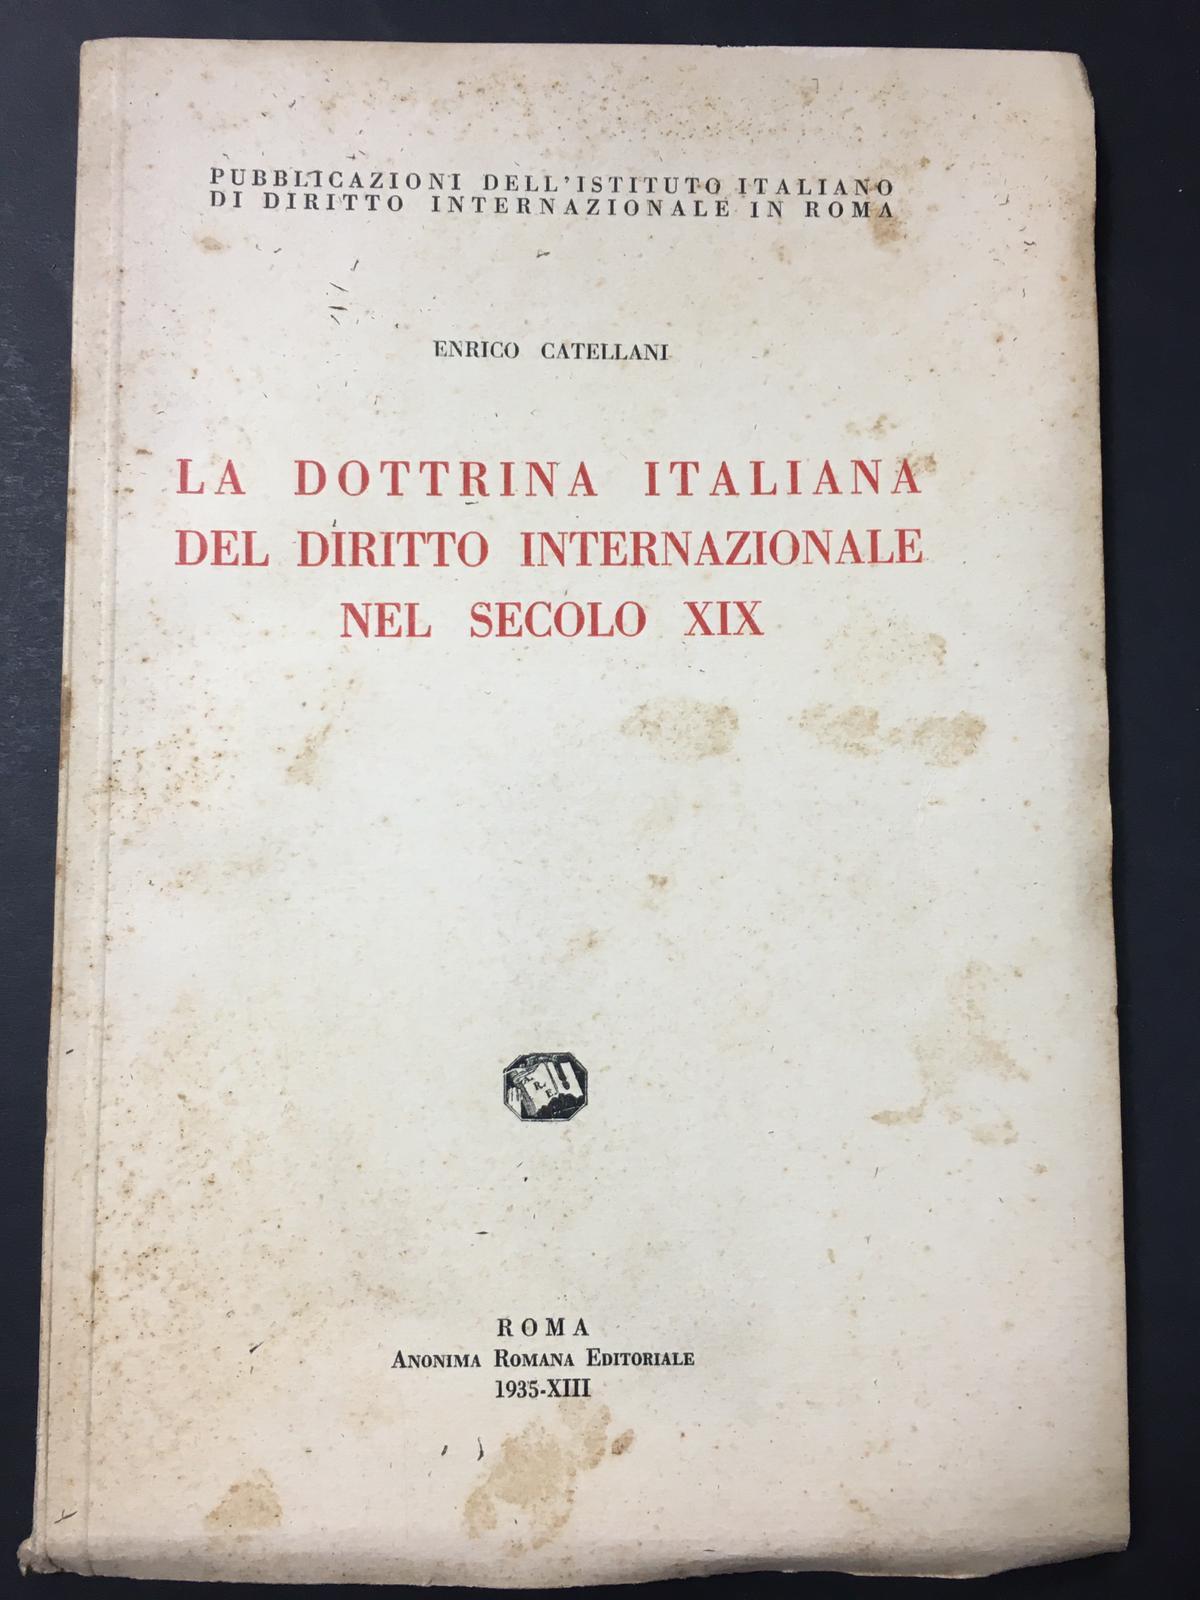 PUBBLICAZIONI DELL'ISTITUTO ITALIANO
DI DIRITTO INTERNAZIONALE IN ROMA
ENRICO CATELLANI
LA DOTTRINA ITALIANA
DEL DIRITTO INTERNAZIONALE
NEL SECOLO XIX
A. R. E.
ROMA
ANONIMA ROMANA EDITORIALE
1935-XIII